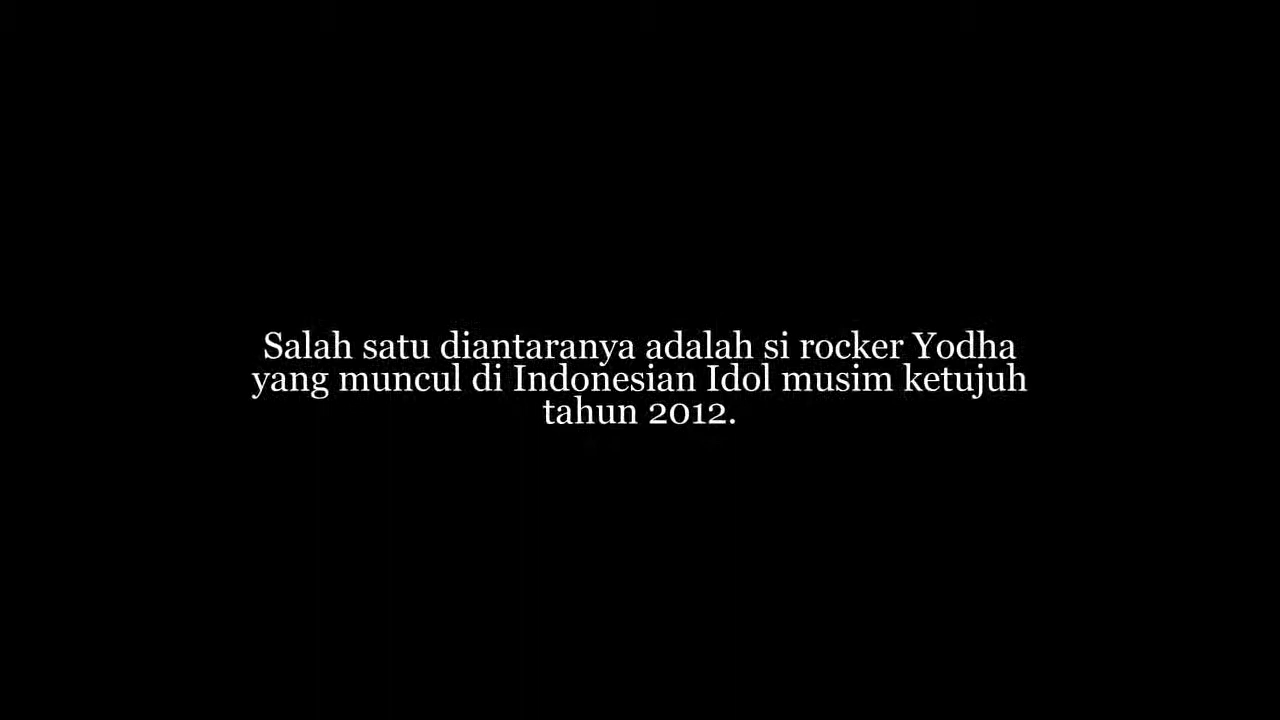 Salah satu diantaranya adalah si rocker Yodha
yang muncul di Indonesian Idol musim ketujuh
tahun 2012.